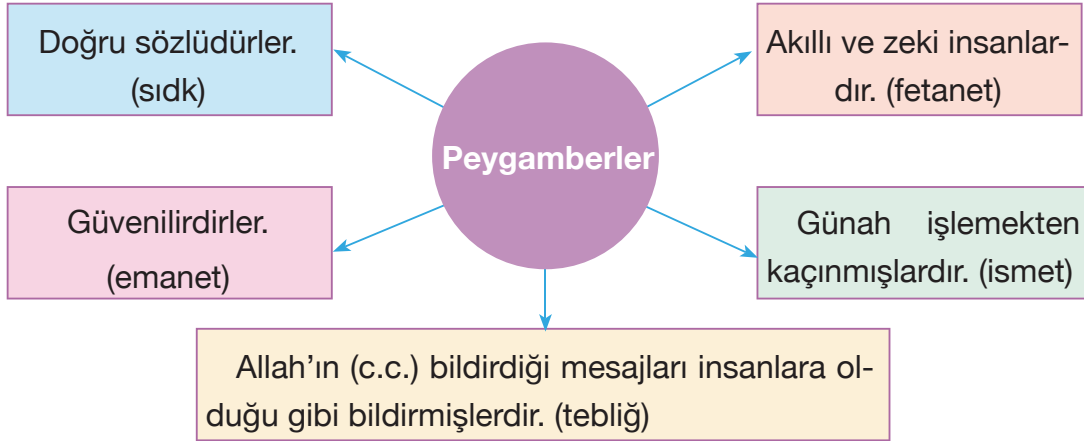 Doğru sözlüdürler.
(sıdk)
Akıllı ve zeki insanlar-
dır. (fetanet)
Peygamberler
Güvenilirdirler.
(emanet)
Günah işlemekten
kaçınmışlardır. (ismet)
Allah’ın (c.c.) bildirdiği mesajları insanlara ol-
duğu gibi bildirmişlerdir. (tebliğ)